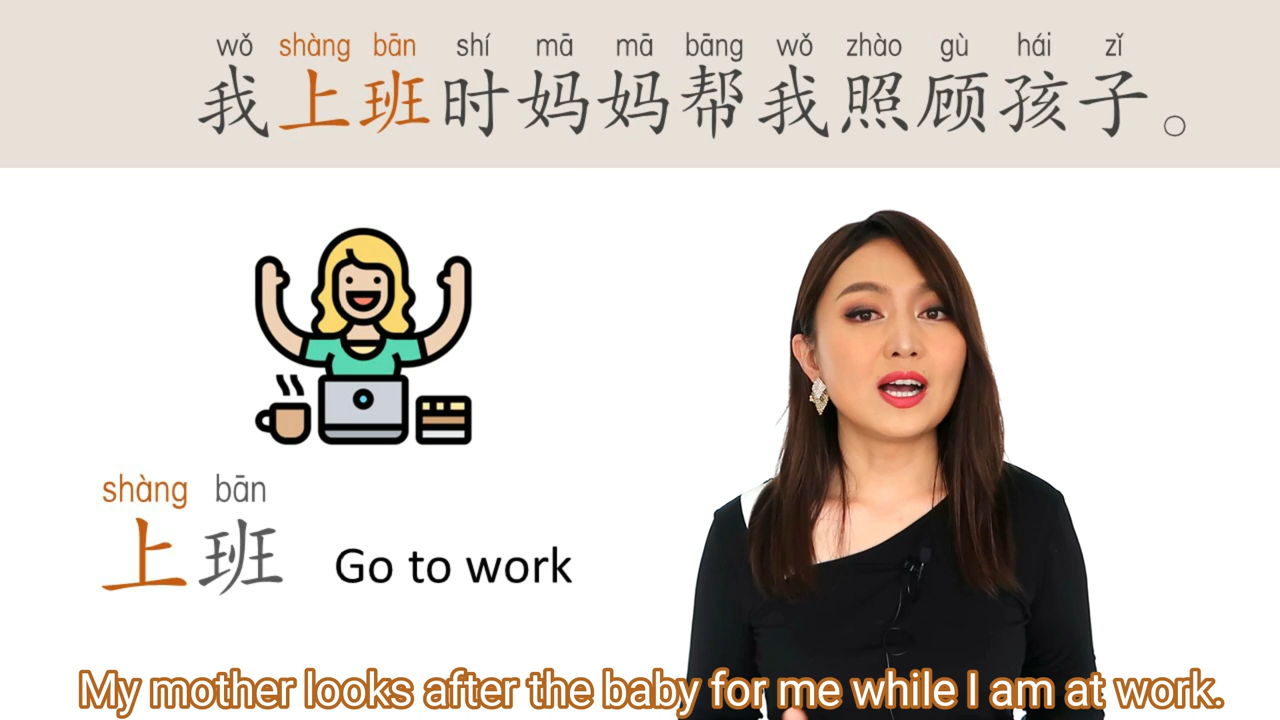 wǒ shàng bān shí mā mā bāng wǒ zhào gù hái zǐ
我上班时妈妈帮我照顾孩子。
shàng bān
上班
Go to work
My mother looks after the baby for me while I am at work.